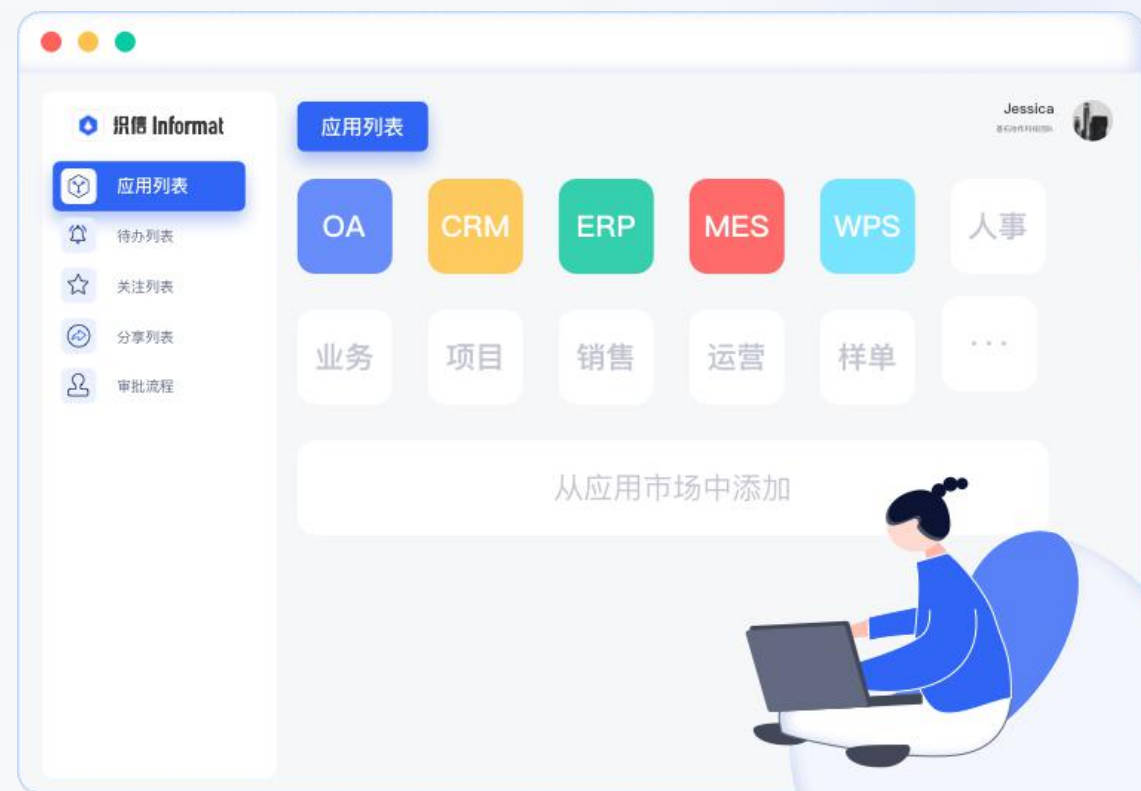 织信 Informat
应用列表
待办列表
关注列表
分享列表
审批流程
应用列表
Jessica
OA
CRM
ERP
MES
WPS
人事
业务
项目
销售
运营
样单
...
从应用市场中添加